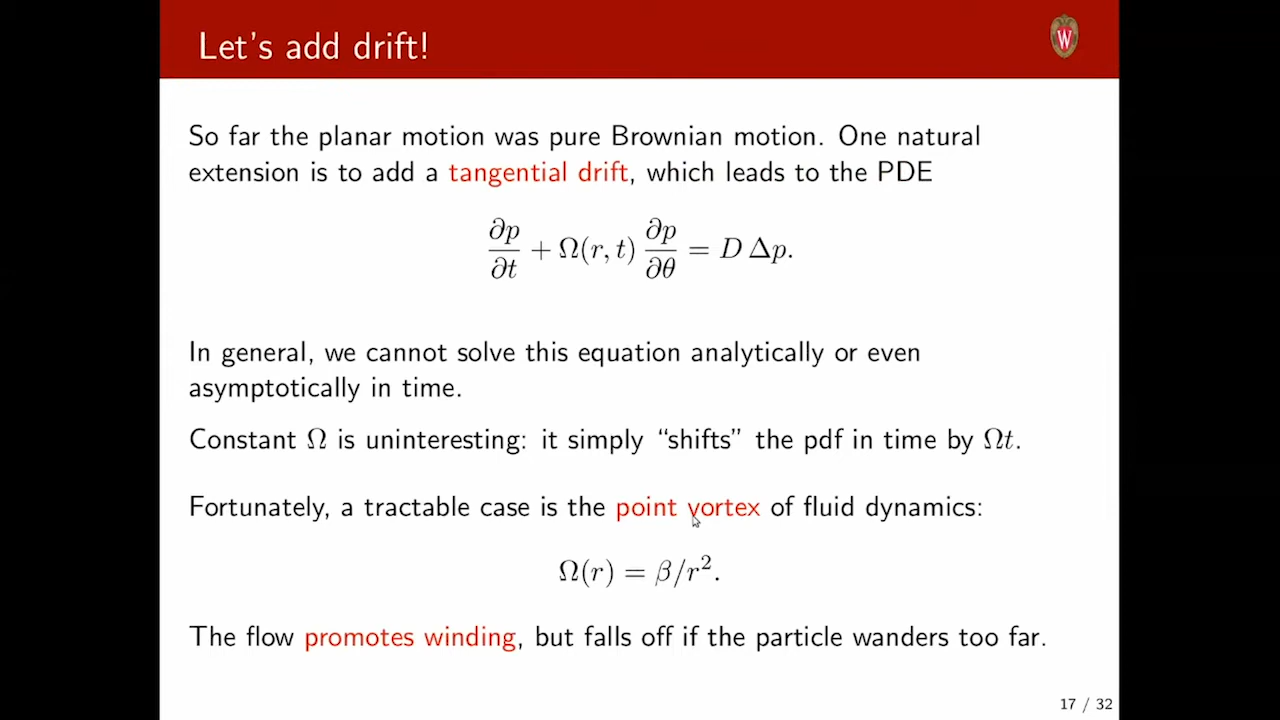 Let's add drift!
W
So far the planar motion was pure Brownian motion. One natural
extension is to add a tangential drift, which leads to the PDE
∂p/∂t + Ω(r, t) ∂p/∂θ = D Δp.
In general, we cannot solve this equation analytically or even
asymptotically in time.
Constant Ω is uninteresting: it simply “shifts” the pdf in time by Ωt.
Fortunately, a tractable case is the point vortex of fluid dynamics:
Ω(r) = β/r².
The flow promotes winding, but falls off if the particle wanders too far.
17 / 32